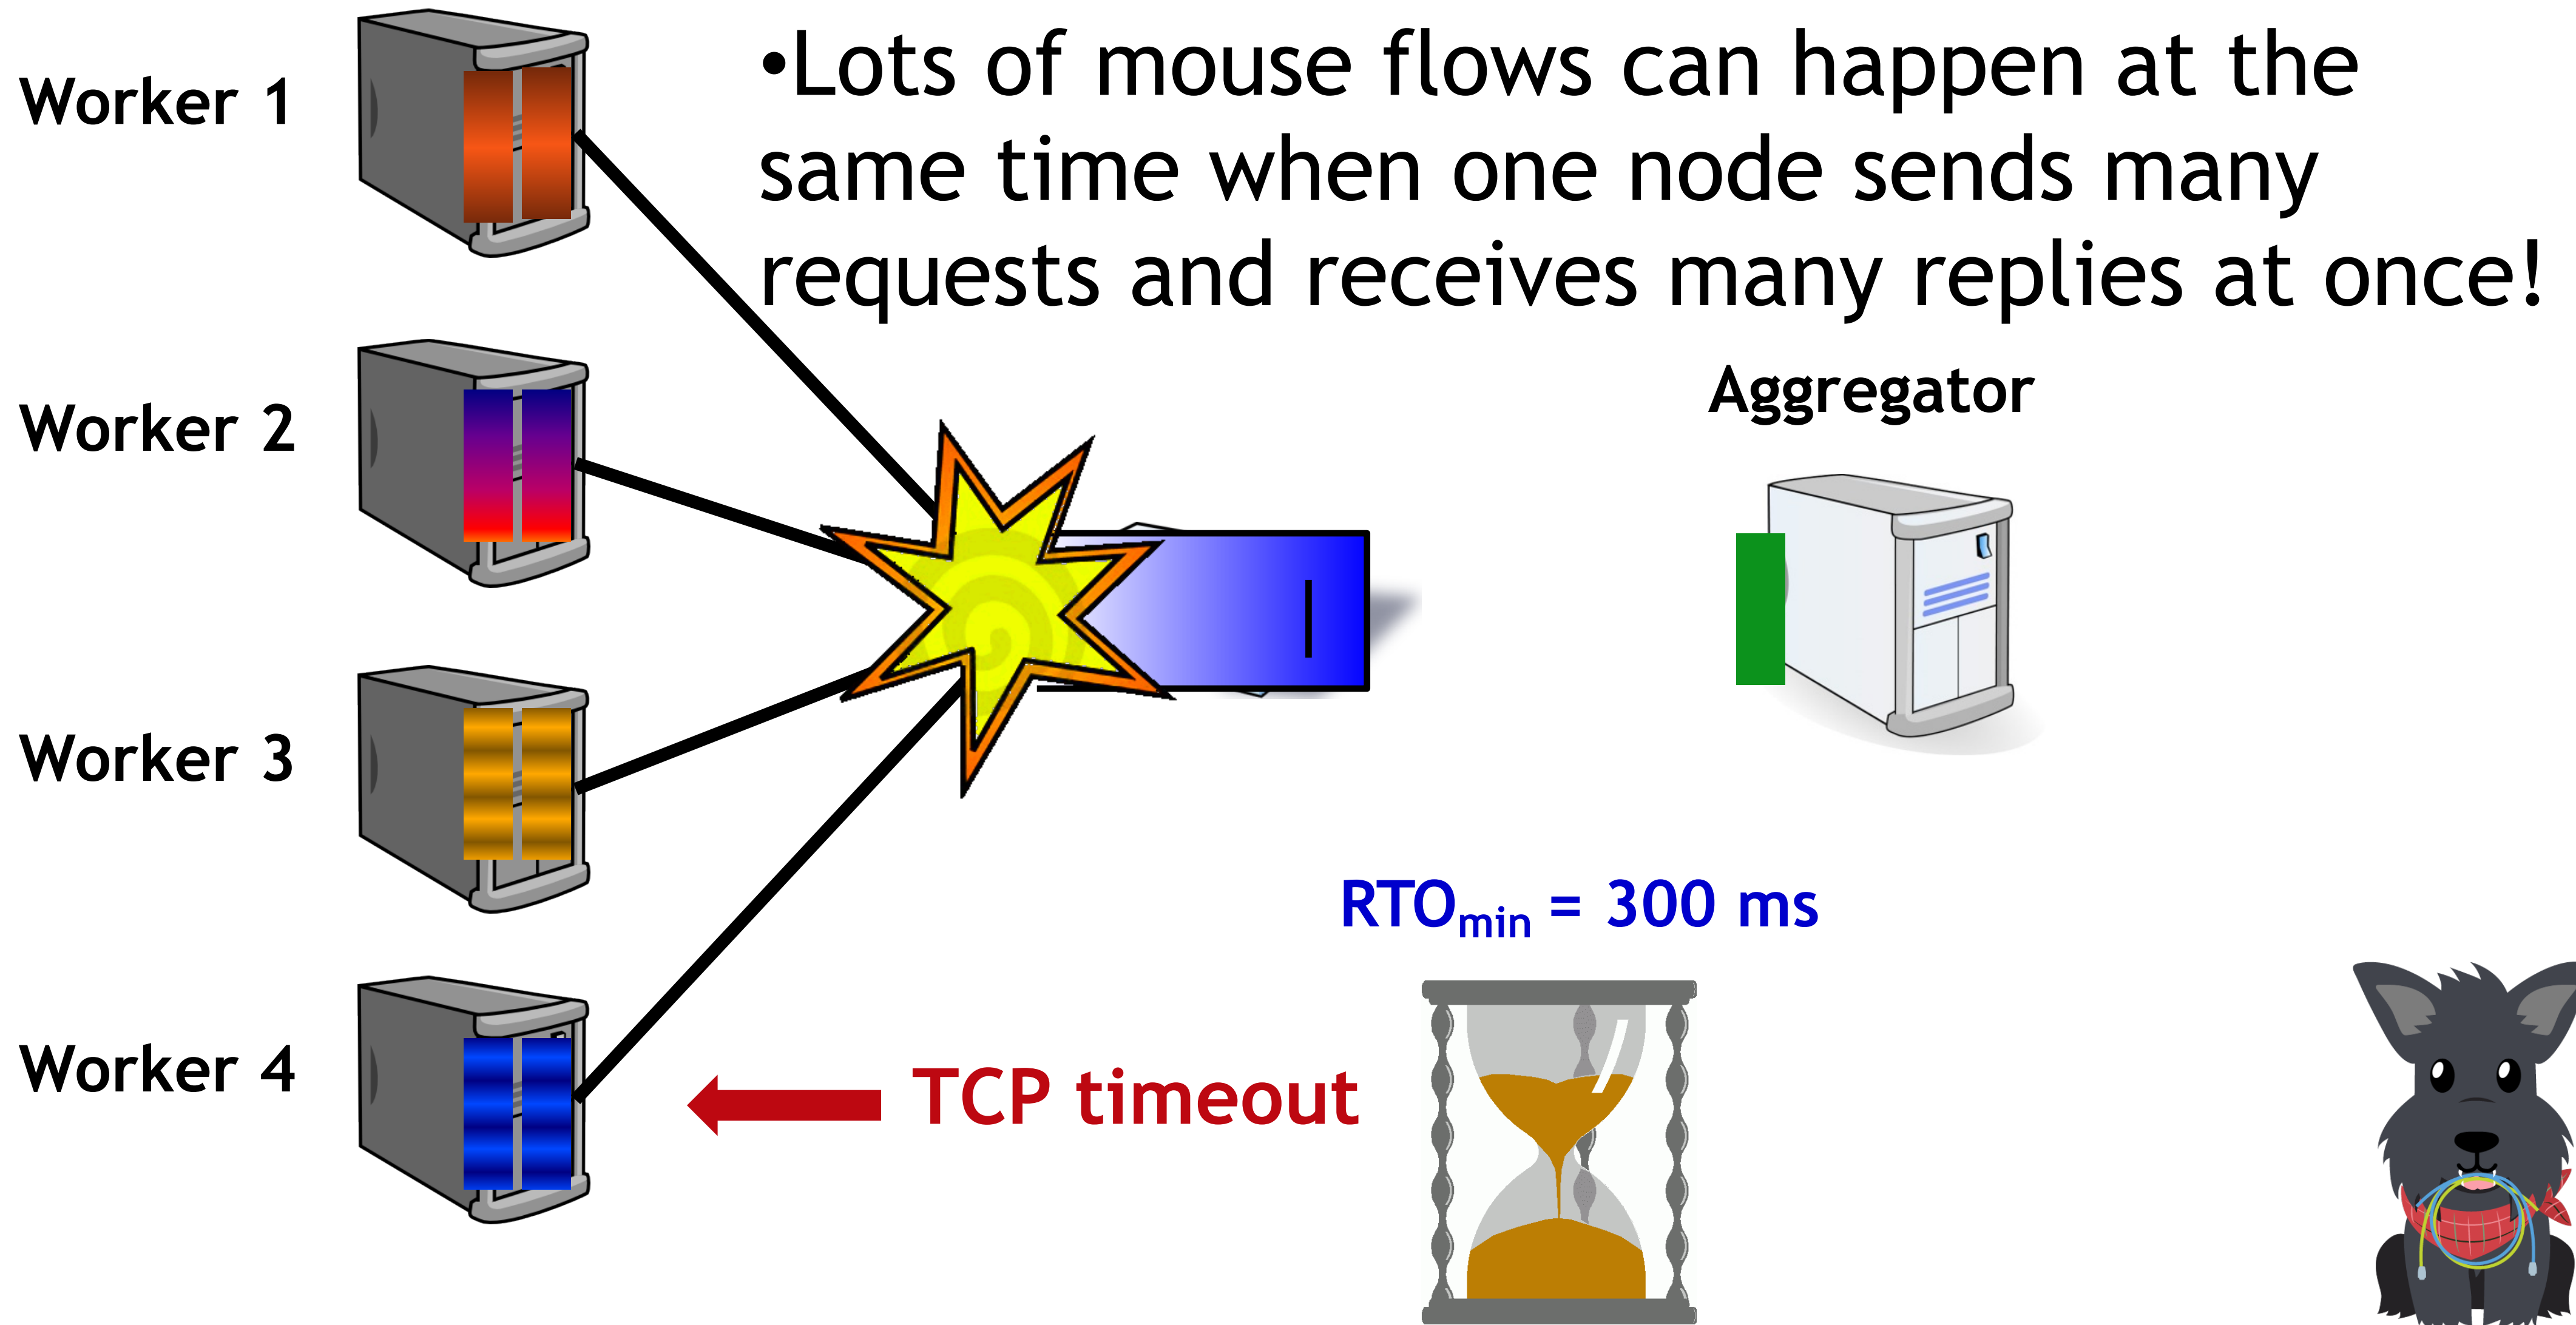 •Lots of mouse flows can happen at the
same time when one node sends many
requests and receives many replies at once!
Worker 1
Worker 2
Aggregator
Worker 3
RTOmin = 300 ms
Worker 4
TCP timeout